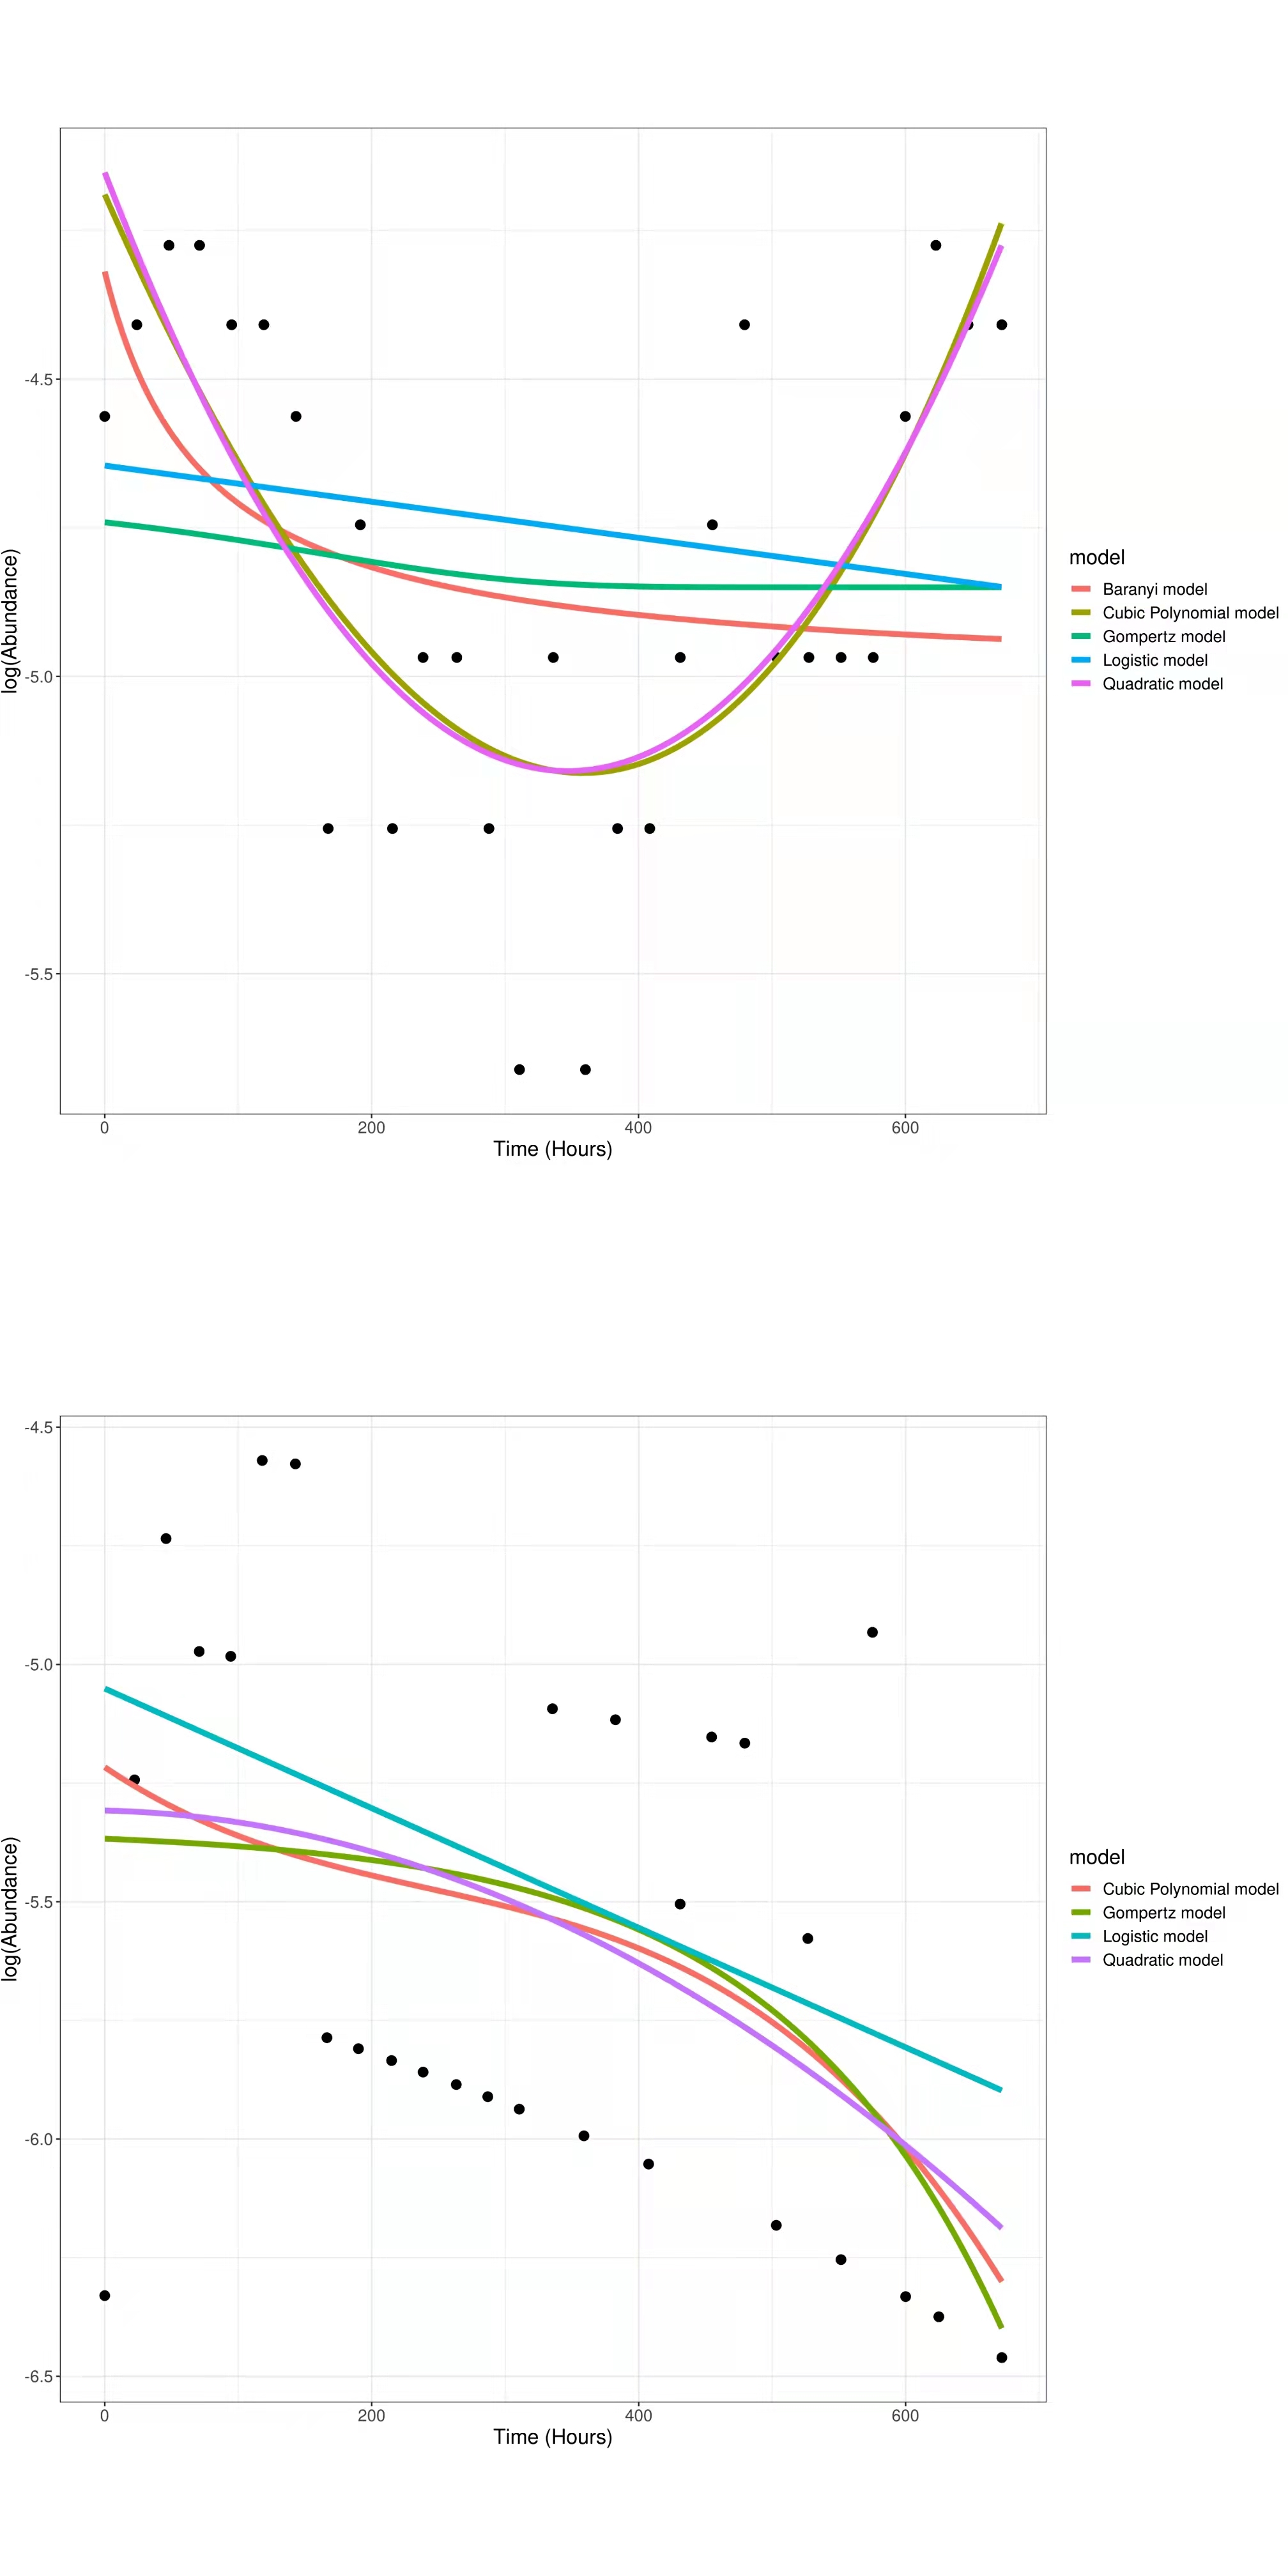 -4.5
-5.0
-5.5
log(Abundance)
0 200 400 600
Time (Hours)
model
Baranyi model
Cubic Polynomial model
Gompertz model
Logistic model
Quadratic model
-4.5
-5.0
-5.5
-6.0
-6.5
log(Abundance)
0 200 400 600
Time (Hours)
model
Cubic Polynomial model
Gompertz model
Logistic model
Quadratic model